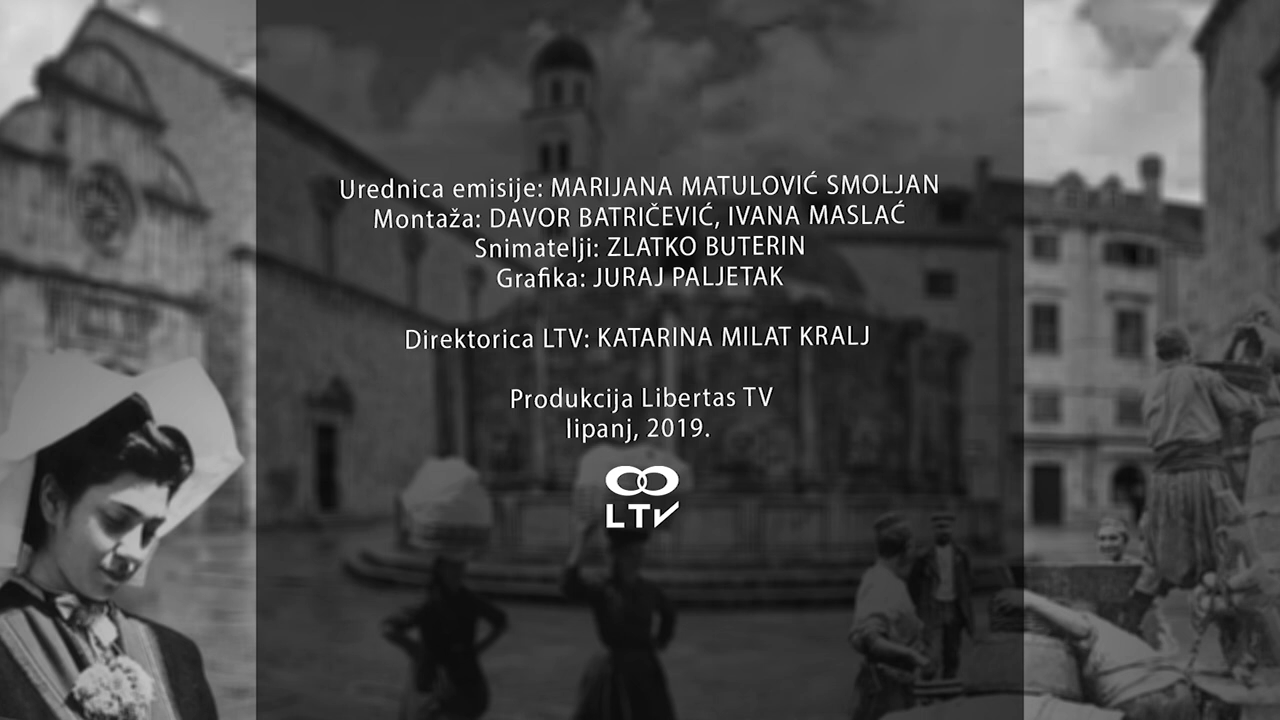 Urednica emisije: MARIJANA MATULOVIĆ SMOLJAN
Montaža: DAVOR BATRIČEVIĆ, IVANA MASLAĆ
Snimatelji: ZLATKO BUTERIN
Grafika: JURAJ PALJETAK
Direktorica LTV: KATARINA MILAT KRALJ
Produkcija Libertas TV
lipanj, 2019.
LTV